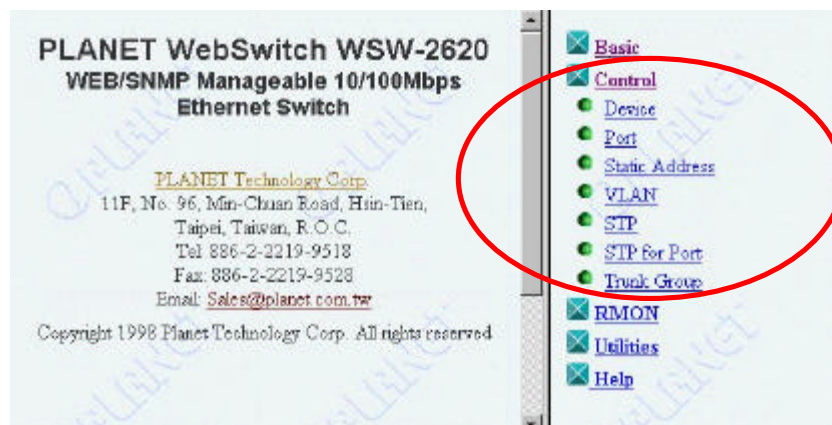 PLANET WebSwitch WSW-2620
WEB/SNMP Manageable 10/100Mbps
Ethernet Switch
PLANET Technology Corp.
11F, No. 96, Min-Chuan Road, Hsin-Tien,
Taipei, Taiwan, R.O.C.
Tel: 886-2-2219-9518
Fax: 886-2-2219-9528
Email: Sales@planet.com.tw
Copyright 1998 Planet Technology Corp. All rights reserved
Basic
Control
Device
Port
Static Address
VLAN
STP
STP for Port
Trunk Group
RMON
Utilities
Help